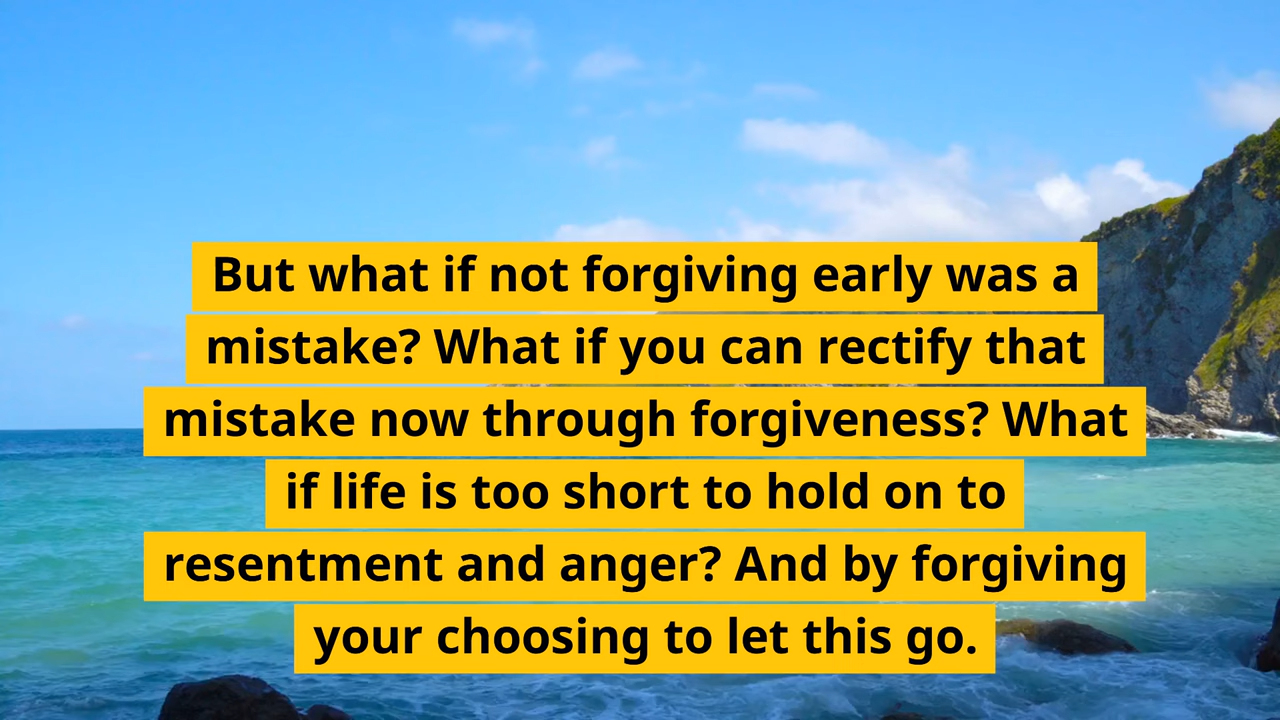 But what if not forgiving early was a
mistake? What if you can rectify that
mistake now through forgiveness? What
if life is too short to hold on to
resentment and anger? And by forgiving
your choosing to let this go.